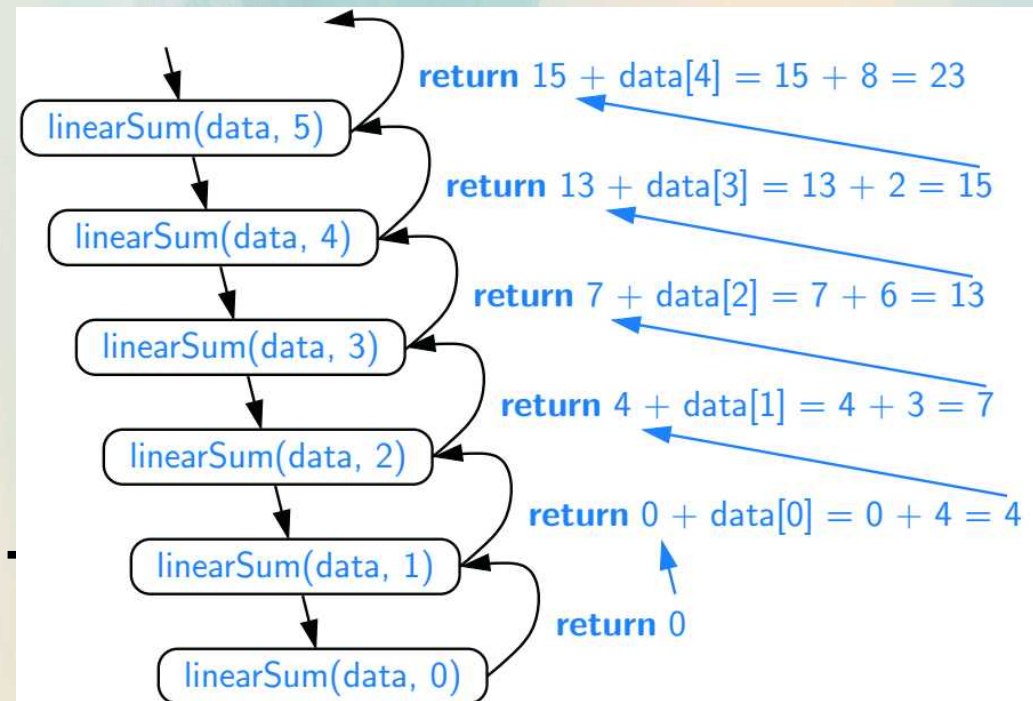 return 15 + data[4] = 15 + 8 = 23
linearSum(data, 5)
return 13 + data[3] = 13 + 2 = 15
linearSum(data, 4)
return 7 + data[2] = 7 + 6 = 13
linearSum(data, 3)
return 4 + data[1] = 4 + 3 = 7
linearSum(data, 2)
return 0 + data[0] = 0 + 4 = 4
linearSum(data, 1)
return 0
linearSum(data, 0)